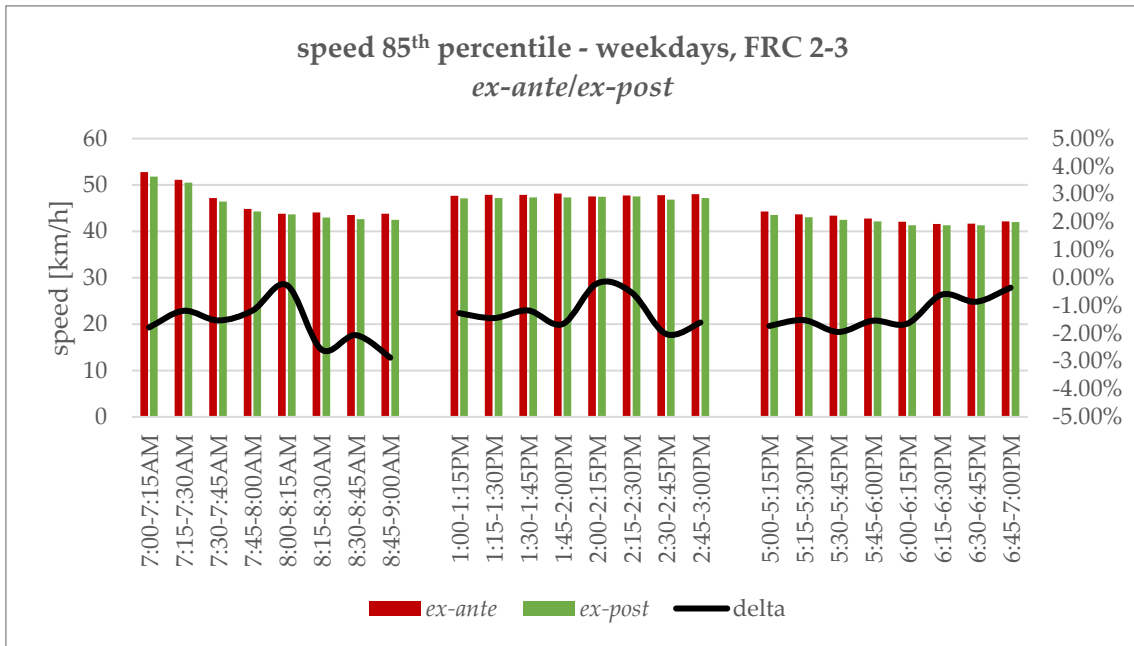 speed 85th percentile - weekdays, FRC 2-3
ex-ante/ex-post
speed [km/h]
60
50
40
30
20
10
0
5.00%
4.00%
3.00%
2.00%
1.00%
0.00%
-1.00%
-2.00%
-3.00%
-4.00%
-5.00%
7:00-7:15AM
7:15-7:30AM
7:30-7:45AM
7:45-8:00AM
8:00-8:15AM
8:15-8:30AM
8:30-8:45AM
8:45-9:00AM
1:00-1:15PM
1:15-1:30PM
1:30-1:45PM
1:45-2:00PM
2:00-2:15PM
2:15-2:30PM
2:30-2:45PM
2:45-3:00PM
5:00-5:15PM
5:15-5:30PM
5:30-5:45PM
5:45-6:00PM
6:00-6:15PM
6:15-6:30PM
6:30-6:45PM
6:45-7:00PM
ex-ante ex-post delta